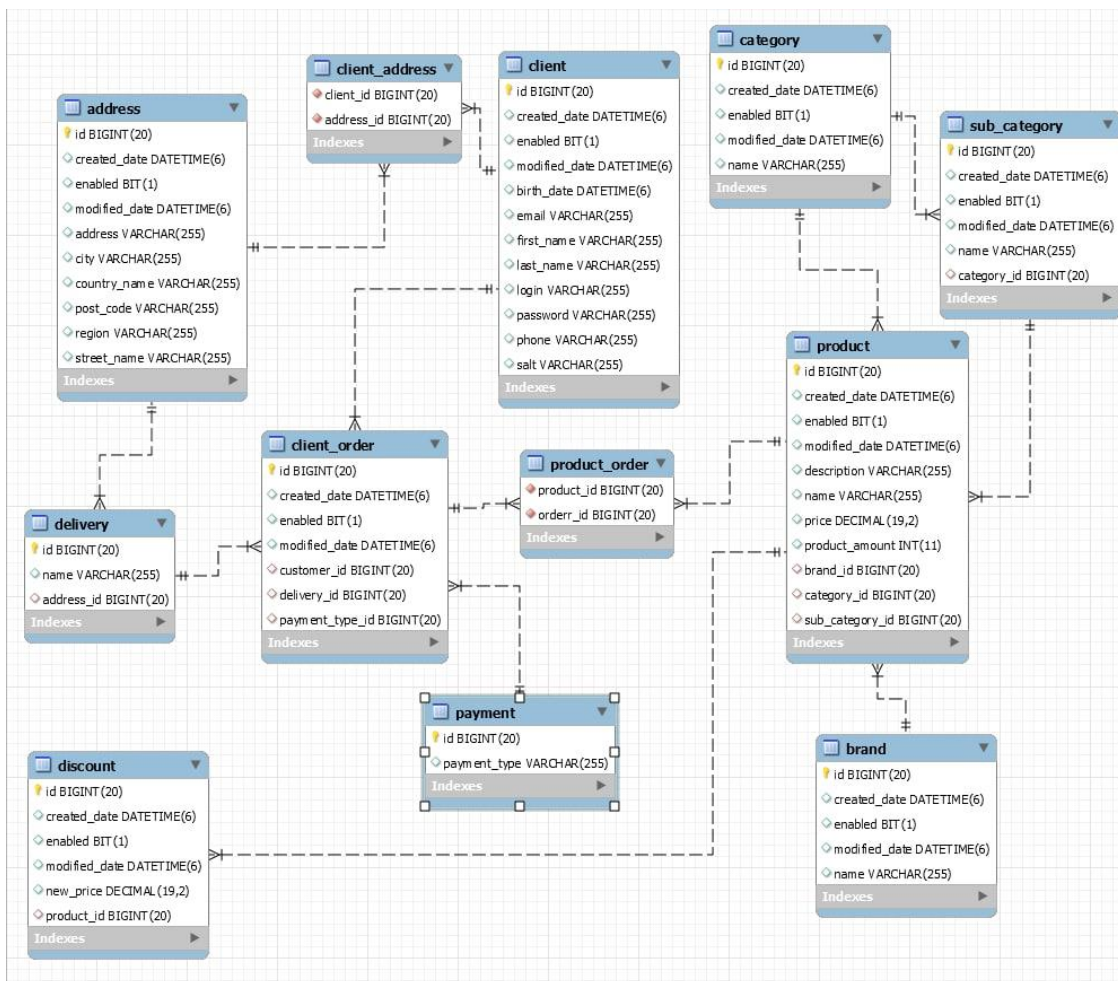 address
id BIGINT(20)
created_date DATETIME(6)
enabled BIT(1)
modified_date DATETIME(6)
address VARCHAR(255)
city VARCHAR(255)
country_name VARCHAR(255)
post_code VARCHAR(255)
region VARCHAR(255)
street_name VARCHAR(255)
Indexes
client_address
client_id BIGINT(20)
address_id BIGINT(20)
Indexes
client
id BIGINT(20)
created_date DATETIME(6)
enabled BIT(1)
modified_date DATETIME(6)
birth_date DATETIME(6)
email VARCHAR(255)
first_name VARCHAR(255)
last_name VARCHAR(255)
login VARCHAR(255)
password VARCHAR(255)
phone VARCHAR(255)
salt VARCHAR(255)
Indexes
category
id BIGINT(20)
created_date DATETIME(6)
enabled BIT(1)
modified_date DATETIME(6)
name VARCHAR(255)
Indexes
sub_category
id BIGINT(20)
created_date DATETIME(6)
enabled BIT(1)
modified_date DATETIME(6)
name VARCHAR(255)
category_id BIGINT(20)
Indexes
delivery
id BIGINT(20)
name VARCHAR(255)
address_id BIGINT(20)
Indexes
client_order
id BIGINT(20)
created_date DATETIME(6)
enabled BIT(1)
modified_date DATETIME(6)
customer_id BIGINT(20)
delivery_id BIGINT(20)
payment_type_id BIGINT(20)
Indexes
product_order
product_id BIGINT(20)
orderr_id BIGINT(20)
Indexes
product
id BIGINT(20)
created_date DATETIME(6)
enabled BIT(1)
modified_date DATETIME(6)
description VARCHAR(255)
name VARCHAR(255)
price DECIMAL(19,2)
product_amount INT(11)
brand_id BIGINT(20)
category_id BIGINT(20)
sub_category_id BIGINT(20)
Indexes
payment
id BIGINT(20)
payment_type VARCHAR(255)
Indexes
discount
id BIGINT(20)
created_date DATETIME(6)
enabled BIT(1)
modified_date DATETIME(6)
new_price DECIMAL(19,2)
product_id BIGINT(20)
Indexes
brand
id BIGINT(20)
created_date DATETIME(6)
enabled BIT(1)
modified_date DATETIME(6)
name VARCHAR(255)
Indexes